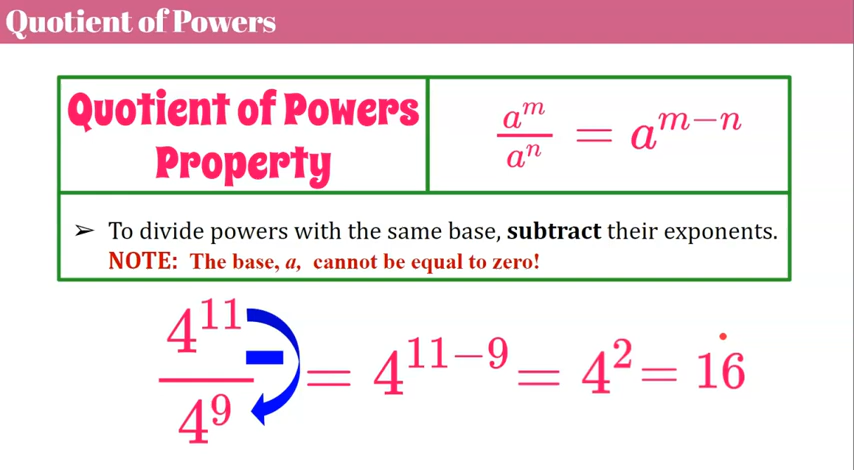 Quotient of Powers
Quotient of Powers
Property
a^m / a^n = a^{m−n}
➢ To divide powers with the same base, subtract their exponents.
NOTE: The base, a, cannot be equal to zero!
4^{11} / 4^9 = 4^{11−9} = 4^2 = 16